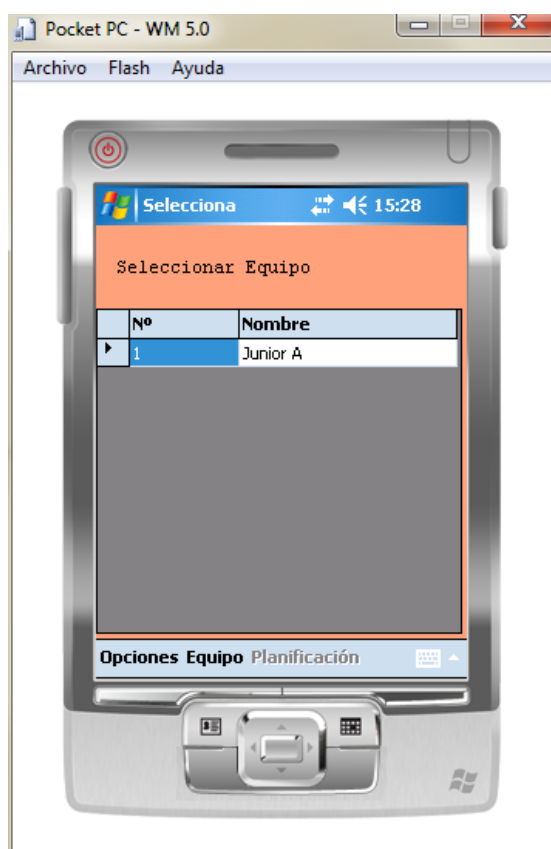 Pocket PC - WM 5.0
Archivo Flash Ayuda
Selecciona 15:28
Seleccionar Equipo
Nº Nombre
1 Junior A
Opciones Equipo Planificación